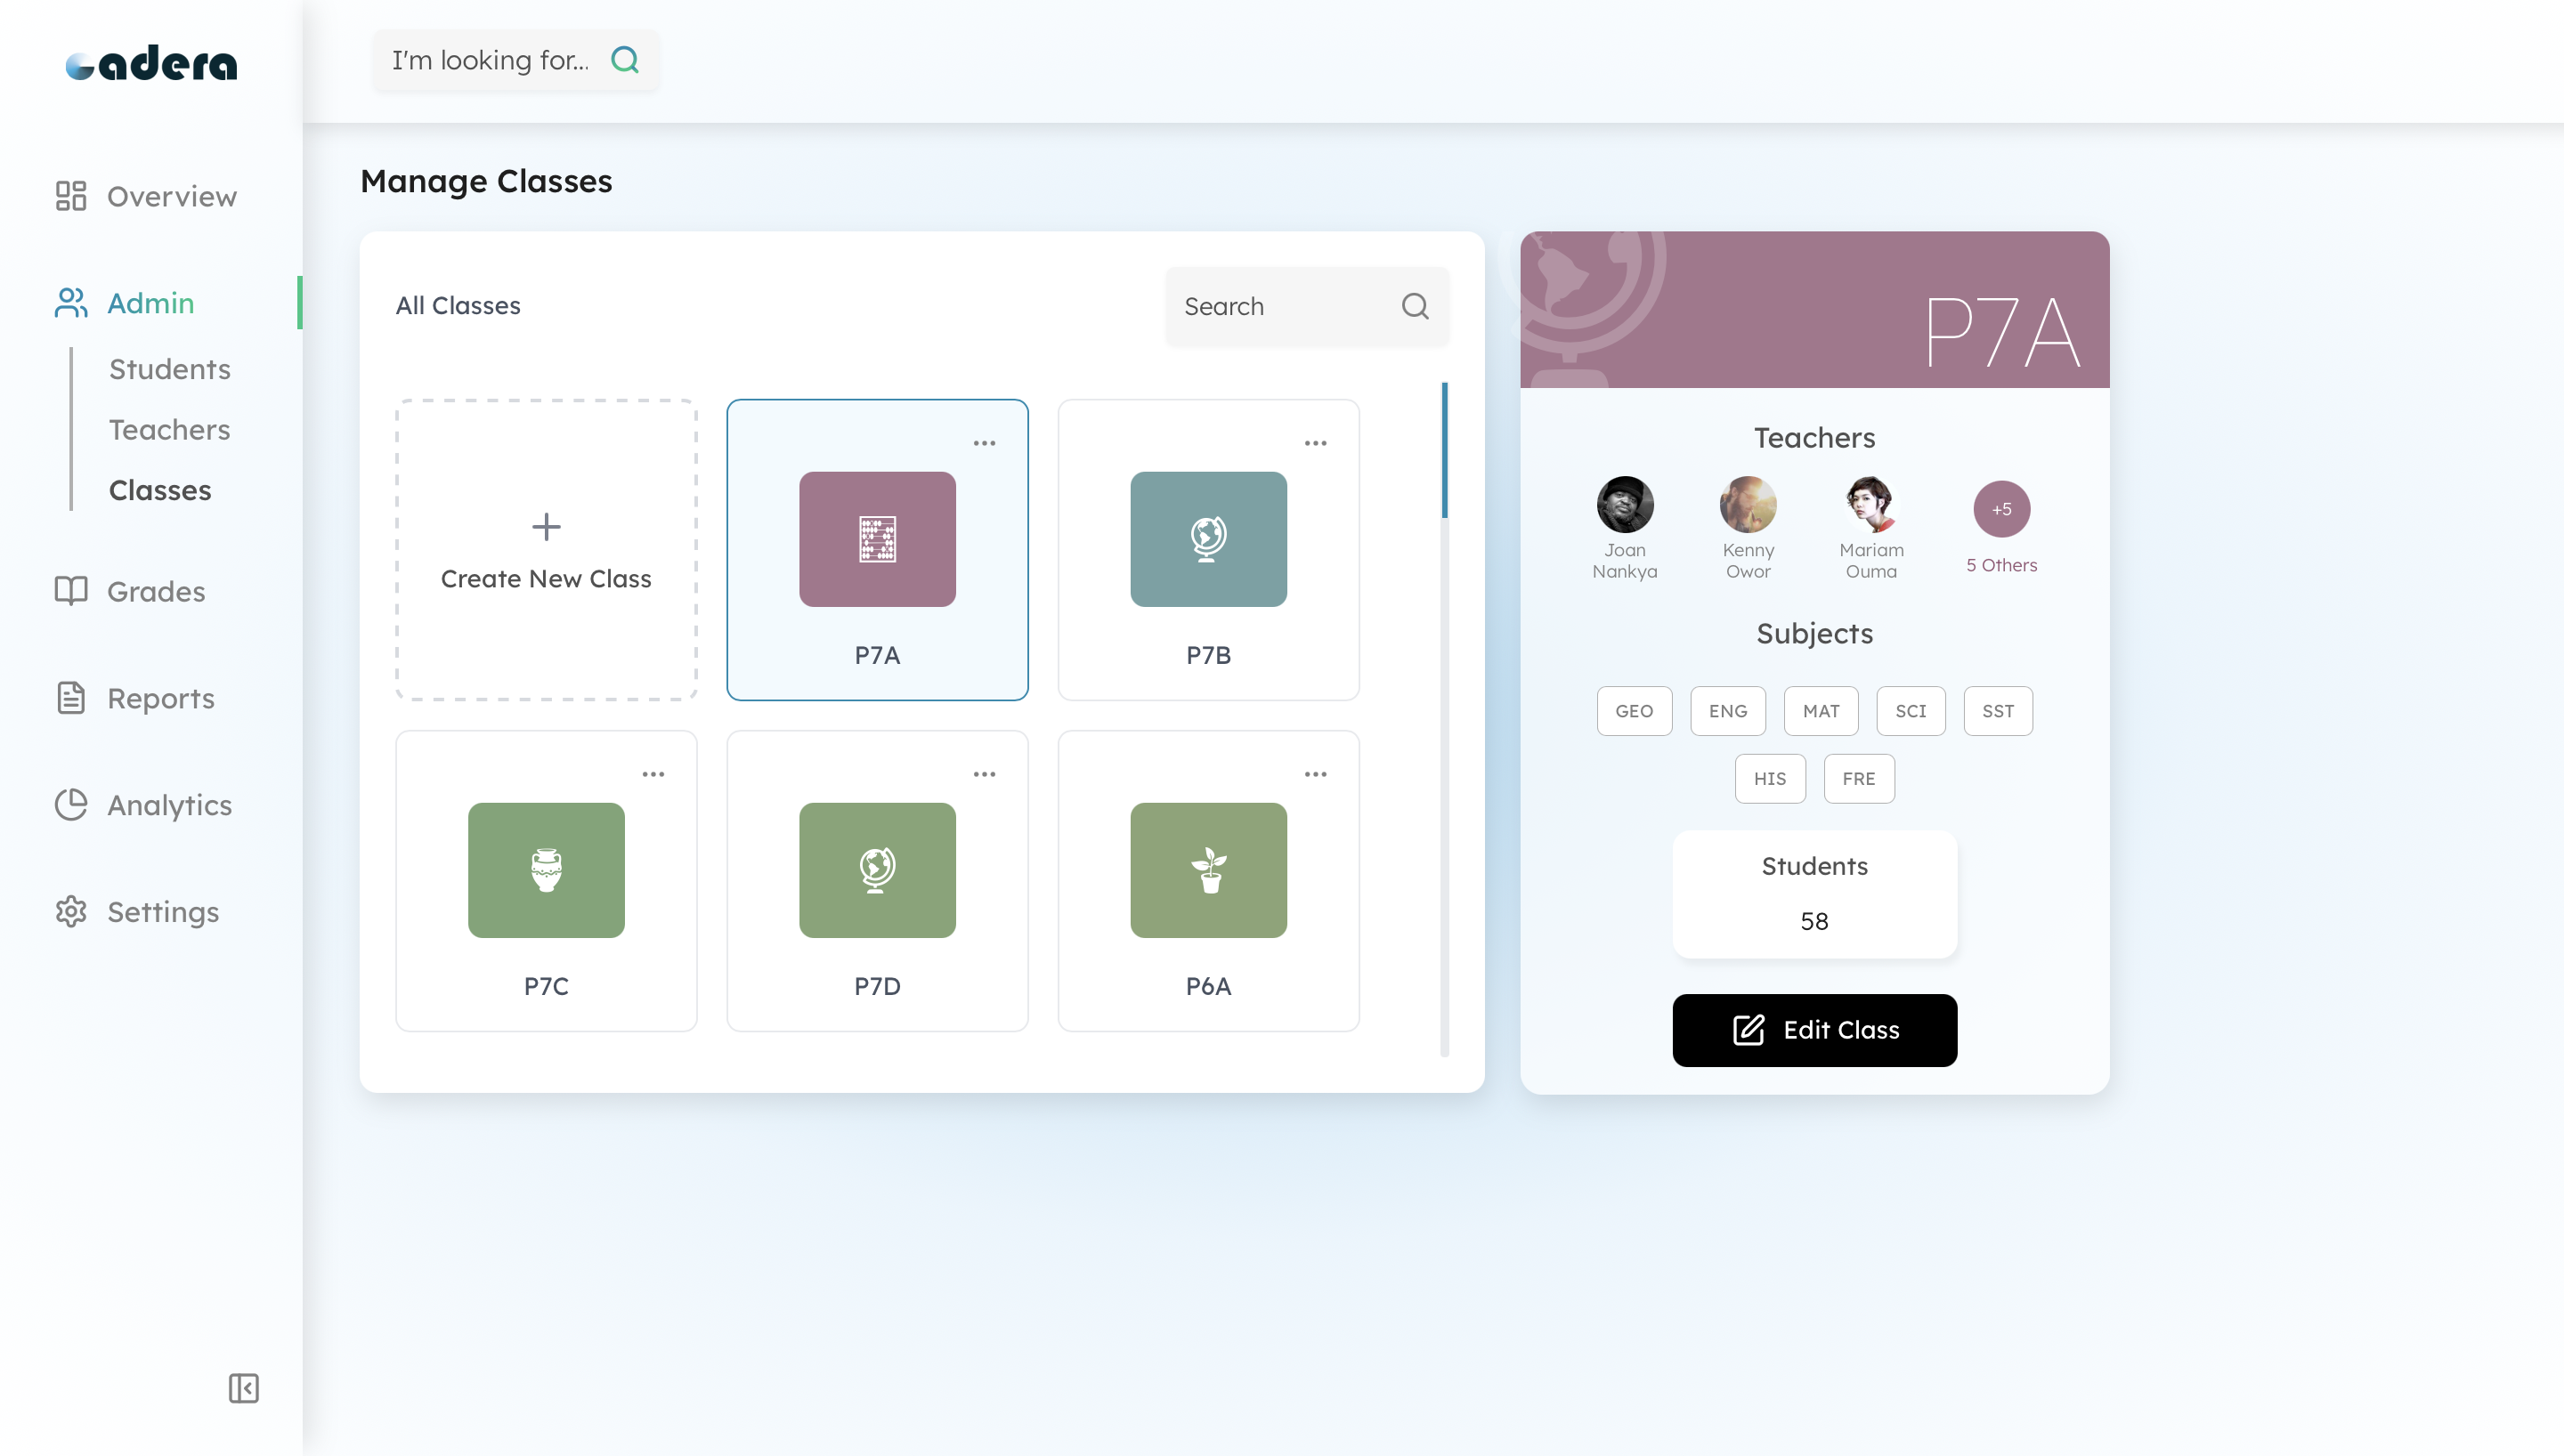 cadera
I'm looking for...
Overview
Admin
Students
Teachers
Classes
Grades
Reports
Analytics
Settings
Manage Classes
All Classes
Search
Create New Class
P7A
P7B
P7C
P7D
P6A
P7A
Teachers
Joan
Nankya
Kenny
Owor
Mariam
Ouma
+5
5 Others
Subjects
GEO ENG MAT SCI SST
HIS FRE
Students
58
Edit Class